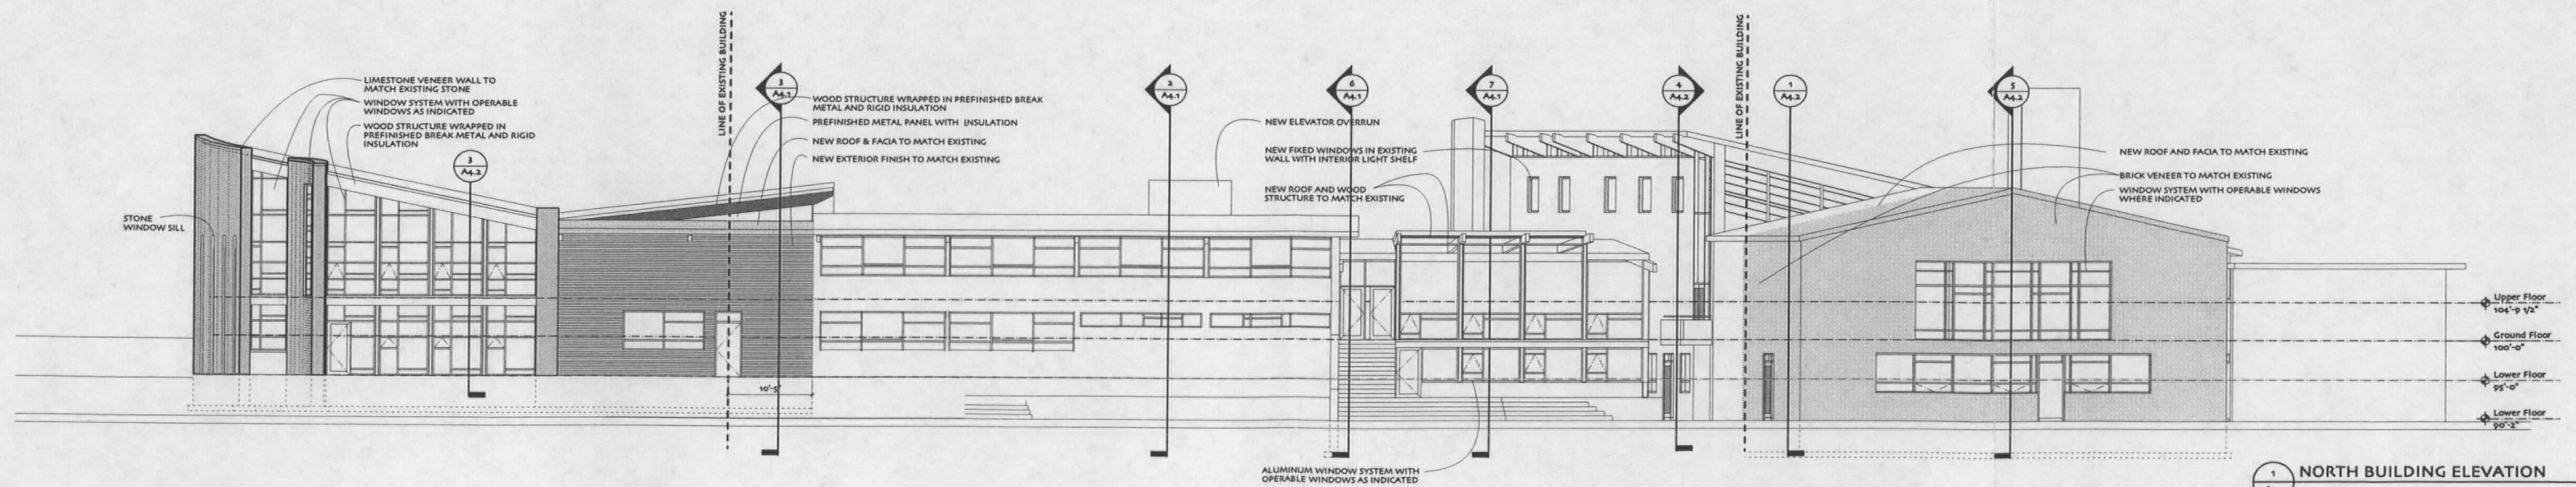 LIMESTONE VENEER WALL TO
MATCH EXISTING STONE
WINDOW SYSTEM WITH OPERABLE
WINDOWS AS INDICATED
WOOD STRUCTURE WRAPPED IN
PREFINISHED BREAK METAL AND RIGID
INSULATION
STONE
WINDOW SILL
3
A4.2
LINE OF EXISTING BUILDING
3
A4.1
WOOD STRUCTURE WRAPPED IN PREFINISHED BREAK
METAL AND RIGID INSULATION
PREFINISHED METAL PANEL WITH INSULATION
NEW ROOF & FACIA TO MATCH EXISTING
NEW EXTERIOR FINISH TO MATCH EXISTING
10'-5"
2
A4.1
NEW ELEVATOR OVERRUN
NEW FIXED WINDOWS IN EXISTING
WALL WITH INTERIOR LIGHT SHELF
NEW ROOF AND WOOD
STRUCTURE TO MATCH EXISTING
6
A4.1
7
A4.1
4
A4.2
LINE OF EXISTING BUILDING
1
A4.2
5
A4.2
NEW ROOF AND FACIA TO MATCH EXISTING
BRICK VENEER TO MATCH EXISTING
WINDOW SYSTEM WITH OPERABLE WINDOWS
WHERE INDICATED
Upper Floor
104'-9 1/2"
Ground Floor
100'-0"
Lower Floor
95'-0"
Lower Floor
90'-2"
ALUMINUM WINDOW SYSTEM WITH
OPERABLE WINDOWS AS INDICATED
1
NORTH BUILDING ELEVATION